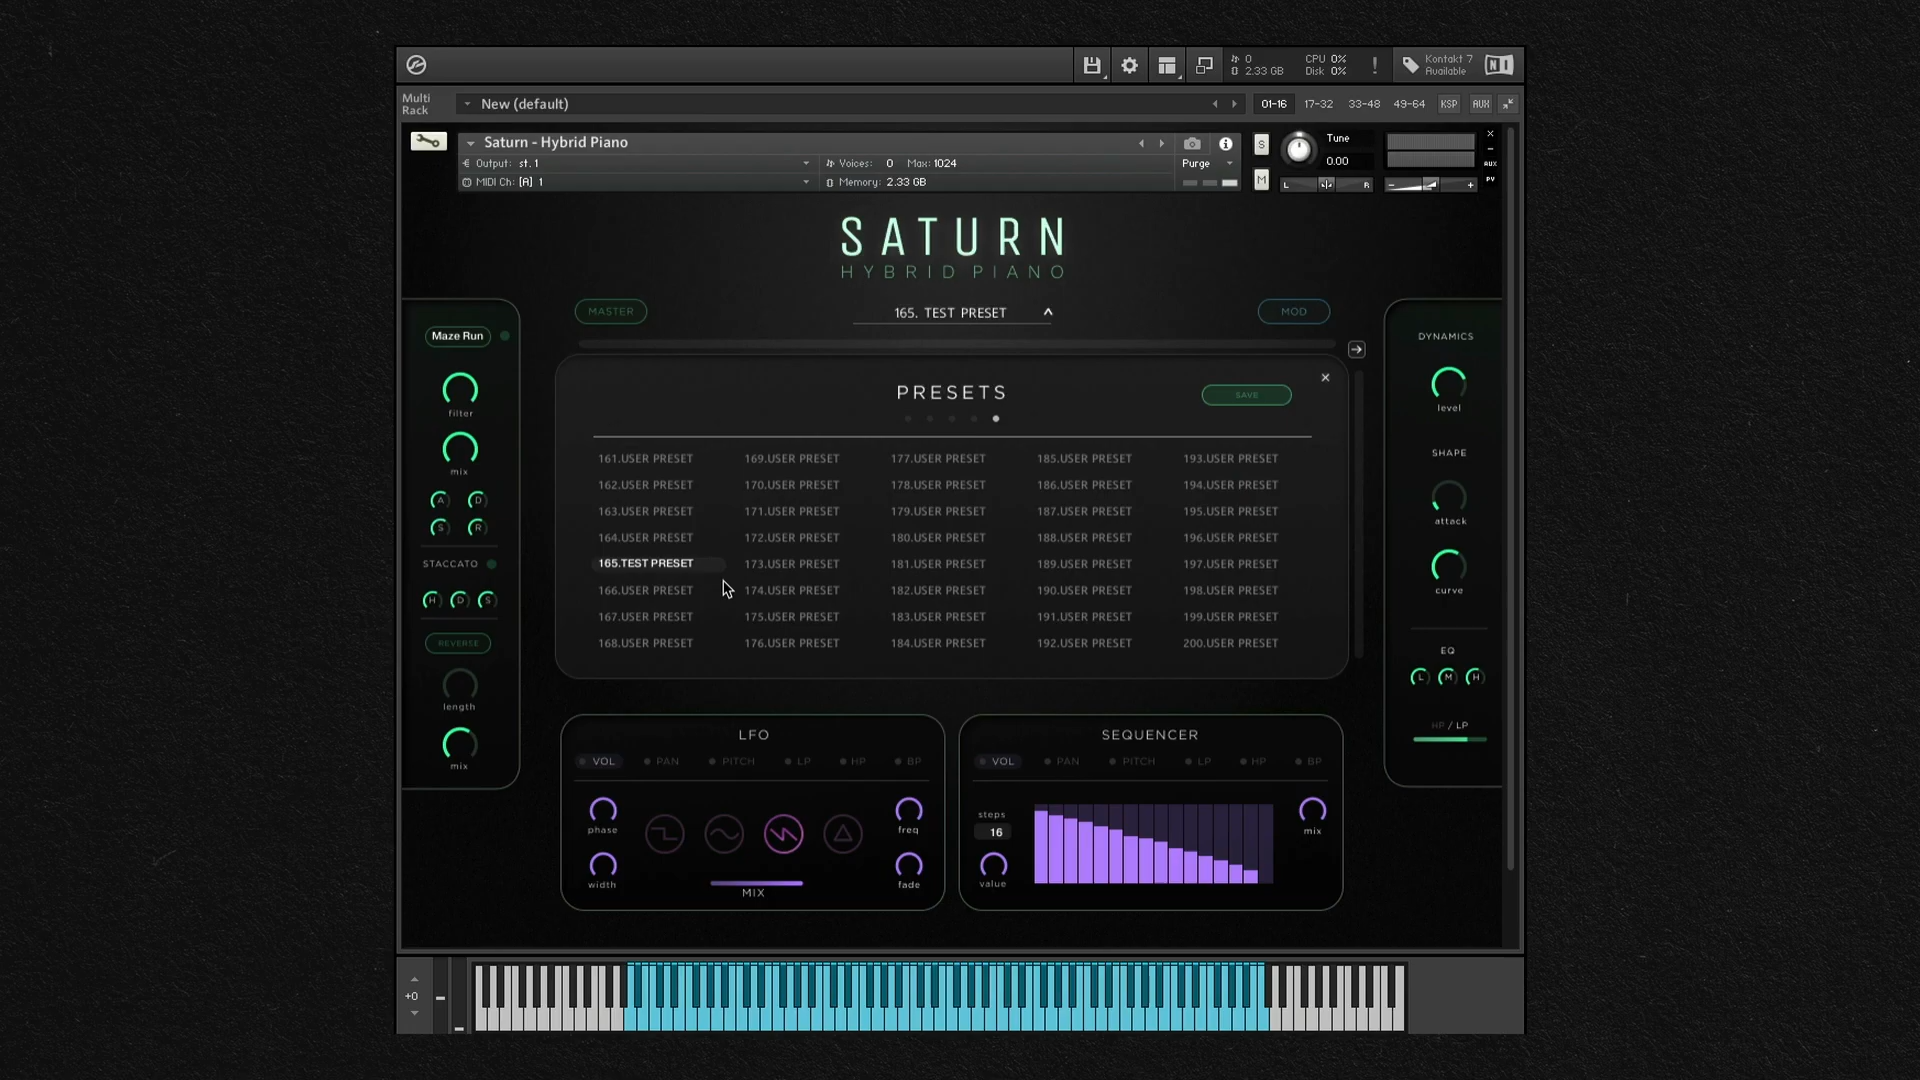 0
2.33 GB
CPU 0%
Disk 0%
!
Kontakt 7
Available
Multi
Rack
New (default)
01-16 17-32 33-48 49-64 KSP AUX
Saturn - Hybrid Piano
Output: st. 1
Voices: 0 Max: 1024
Purge
MIDI Ch: [A] 1
Memory: 2.33 GB
S
M
Tune
0.00
L R
- +
AUX
PV
SATURN
HYBRID PIANO
MASTER
165. TEST PRESET
MOD
Maze Run
filter
mix
A D
S R
STACCATO
H D S
REVERSE
length
mix
PRESETS
SAVE
161.USER PRESET 169.USER PRESET 177.USER PRESET 185.USER PRESET 193.USER PRESET
162.USER PRESET 170.USER PRESET 178.USER PRESET 186.USER PRESET 194.USER PRESET
163.USER PRESET 171.USER PRESET 179.USER PRESET 187.USER PRESET 195.USER PRESET
164.USER PRESET 172.USER PRESET 180.USER PRESET 188.USER PRESET 196.USER PRESET
165.TEST PRESET 173.USER PRESET 181.USER PRESET 189.USER PRESET 197.USER PRESET
166.USER PRESET 174.USER PRESET 182.USER PRESET 190.USER PRESET 198.USER PRESET
167.USER PRESET 175.USER PRESET 183.USER PRESET 191.USER PRESET 199.USER PRESET
168.USER PRESET 176.USER PRESET 184.USER PRESET 192.USER PRESET 200.USER PRESET
DYNAMICS
level
SHAPE
attack
curve
EQ
L M H
HP / LP
LFO
VOL PAN PITCH LP HP BP
phase
width
MIX
freq
fade
SEQUENCER
VOL PAN PITCH LP HP BP
steps
16
value
mix
+0